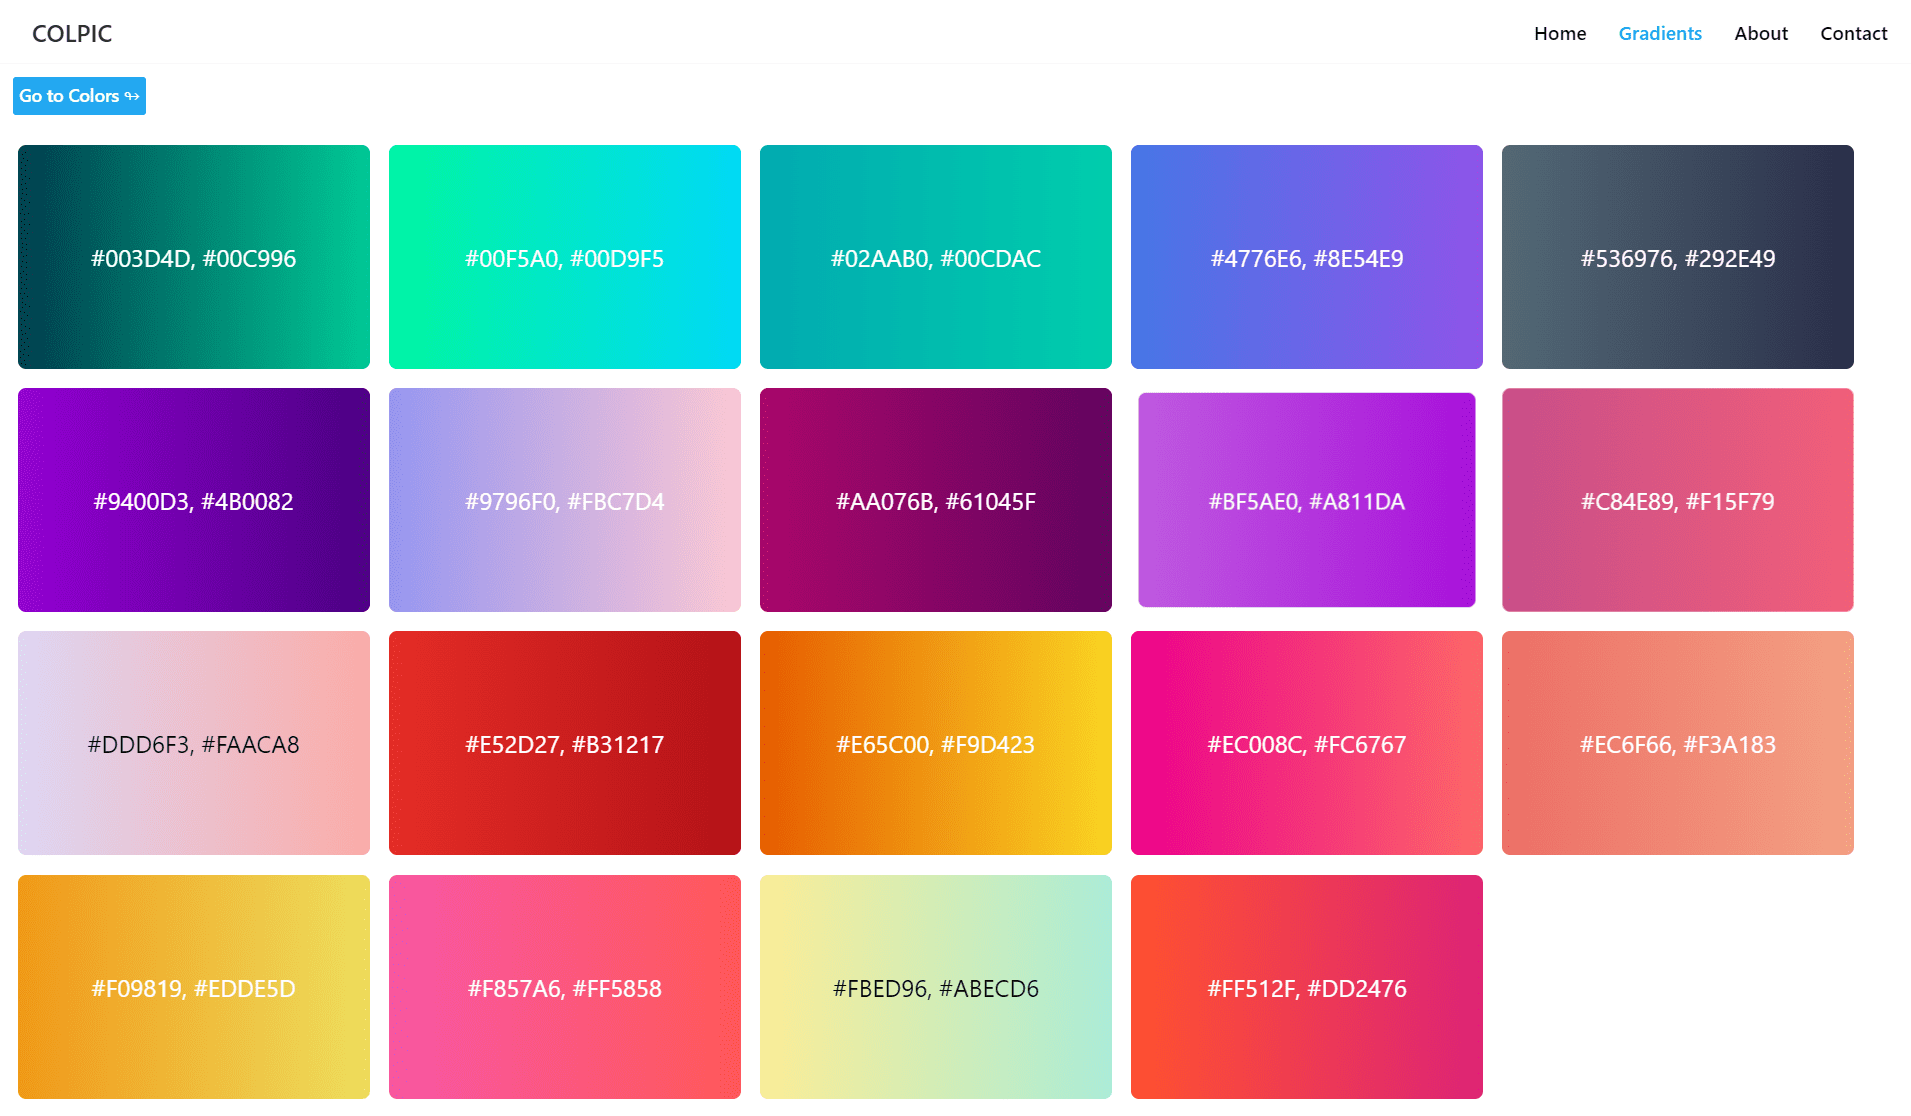 COLPIC
Home Gradients About Contact
Go to Colors ↬
#003D4D, #00C996
#00F5A0, #00D9F5
#02AAB0, #00CDAC
#4776E6, #8E54E9
#536976, #292E49
#9400D3, #4B0082
#9796F0, #FBC7D4
#AA076B, #61045F
#BF5AE0, #A811DA
#C84E89, #F15F79
#DDD6F3, #FAACA8
#E52D27, #B31217
#E65C00, #F9D423
#EC008C, #FC6767
#EC6F66, #F3A183
#F09819, #EDDE5D
#F857A6, #FF5858
#FBED96, #ABECD6
#FF512F, #DD2476